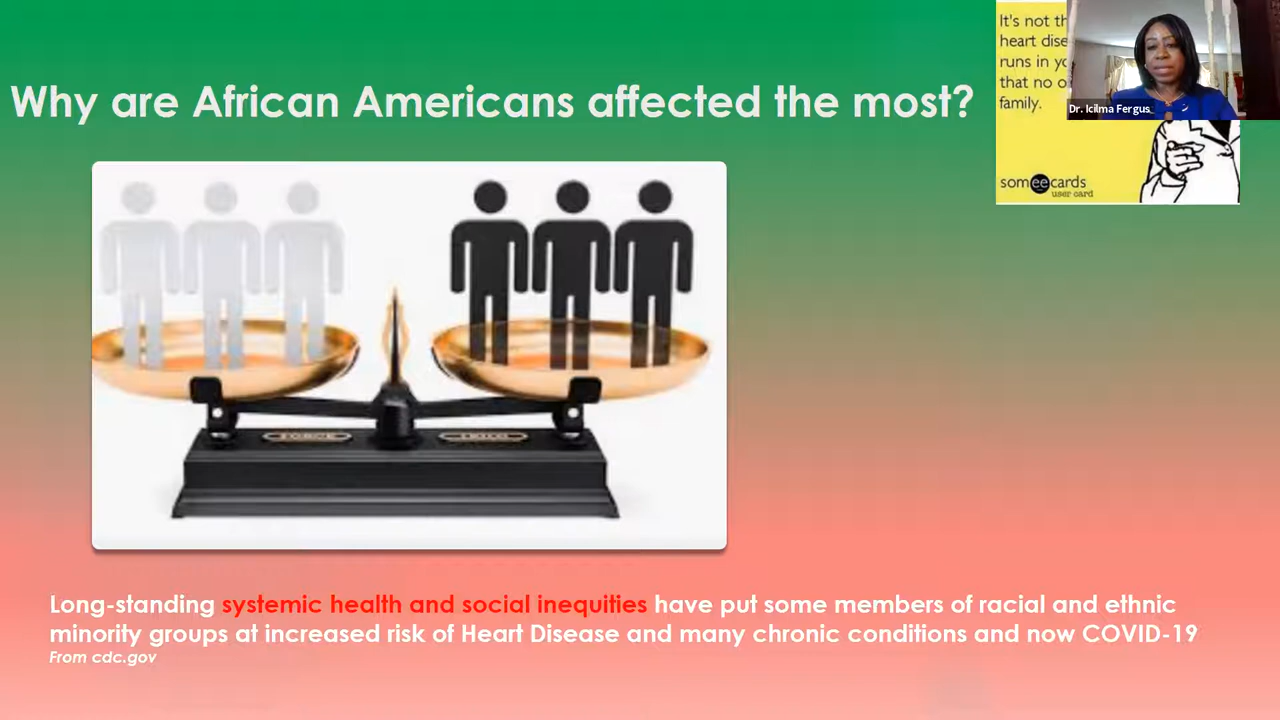 Why are African Americans affected the most?
It's not th
heart dise
runs in yo
that no o
family.
Dr. Icilma Fergus
someecards
user card
Long-standing systemic health and social inequities have put some members of racial and ethnic
minority groups at increased risk of Heart Disease and many chronic conditions and now COVID-19
From cdc.gov